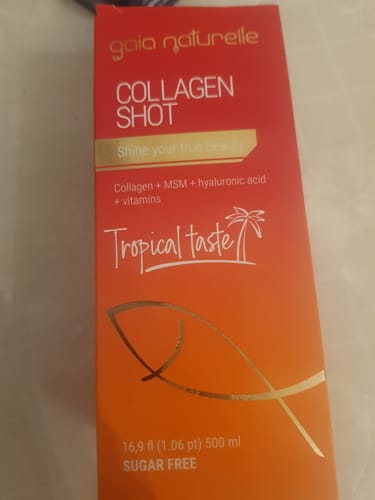 gaia naturelle
COLLAGEN
SHOT
Shine your true beauty
Collagen + MSM + hyaluronic acid
+ vitamins
Tropical taste
16,9 fl (1,06 pt) 500 ml
SUGAR FREE